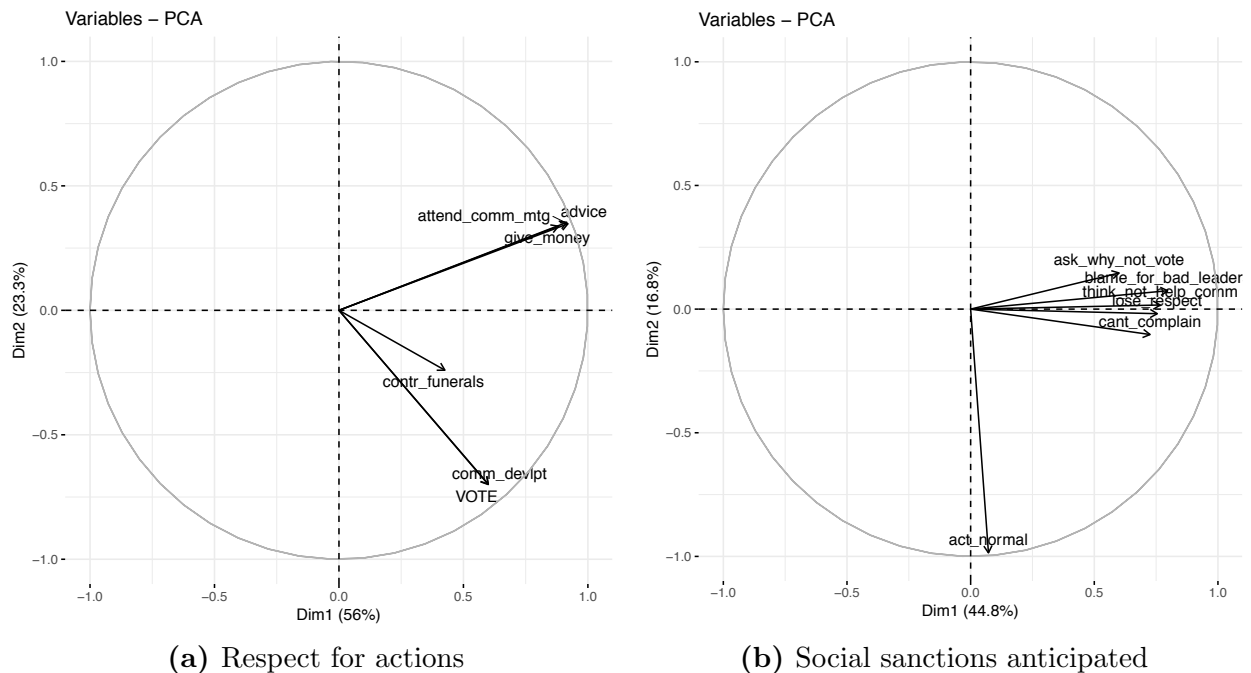 Variables − PCA
1.0
0.5
0.0
−0.5
−1.0
Dim2 (23.3%)
attend_comm_mtg
advice
give_money
contr_funerals
comm_devlpt
VOTE
−1.0
−0.5
0.0
0.5
1.0
Dim1 (56%)
(a) Respect for actions
Variables − PCA
1.0
0.5
0.0
−0.5
−1.0
Dim2 (16.8%)
ask_why_not_vote
blame_for_bad_leader
think_not_help_comm
lose_respect
cant_complain
act_normal
−1.0
−0.5
0.0
0.5
1.0
Dim1 (44.8%)
(b) Social sanctions anticipated